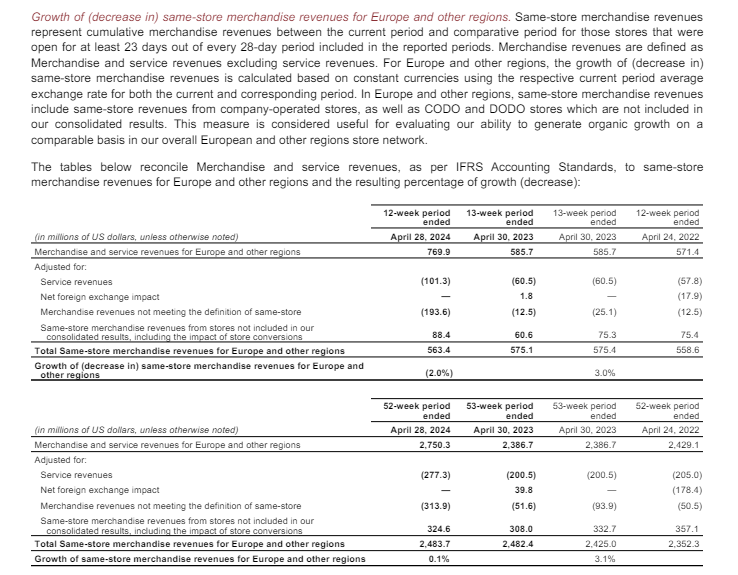 Growth of (decrease in) same-store merchandise revenues for Europe and other regions. Same-store merchandise revenues
represent cumulative merchandise revenues between the current period and comparative period for those stores that were
open for at least 23 days out of every 28-day period included in the reported periods. Merchandise revenues are defined as
Merchandise and service revenues excluding service revenues. For Europe and other regions, the growth of (decrease in)
same-store merchandise revenues is calculated based on constant currencies using the respective current period average
exchange rate for both the current and corresponding period. In Europe and other regions, same-store merchandise revenues
include same-store revenues from company-operated stores, as well as CODO and DODO stores which are not included in
our consolidated results. This measure is considered useful for evaluating our ability to generate organic growth on a
comparable basis in our overall European and other regions store network.
The tables below reconcile Merchandise and service revenues, as per IFRS Accounting Standards, to same-store
merchandise revenues for Europe and other regions and the resulting percentage of growth (decrease):
12-week period 13-week period 13-week period 12-week period
ended ended ended ended
(in millions of US dollars, unless otherwise noted) April 28, 2024 April 30, 2023 April 30, 2023 April 24, 2022
Merchandise and service revenues for Europe and other regions 769.9 585.7 585.7 571.4
Adjusted for:
Service revenues (101.3) (60.5) (60.5) (57.8)
Net foreign exchange impact — 1.8 — (17.9)
Merchandise revenues not meeting the definition of same-store (193.6) (12.5) (25.1) (12.5)
Same-store merchandise revenues from stores not included in our
consolidated results, including the impact of store conversions 88.4 60.6 75.3 75.4
Total Same-store merchandise revenues for Europe and other regions 563.4 575.1 575.4 558.6
Growth of (decrease in) same-store merchandise revenues for Europe and
other regions (2.0%) 3.0%
52-week period 53-week period 53-week period 52-week period
ended ended ended ended
(in millions of US dollars, unless otherwise noted) April 28, 2024 April 30, 2023 April 30, 2023 April 24, 2022
Merchandise and service revenues for Europe and other regions 2,750.3 2,386.7 2,386.7 2,429.1
Adjusted for:
Service revenues (277.3) (200.5) (200.5) (205.0)
Net foreign exchange impact — 39.8 — (178.4)
Merchandise revenues not meeting the definition of same-store (313.9) (51.6) (93.9) (50.5)
Same-store merchandise revenues from stores not included in our
consolidated results, including the impact of store conversions 324.6 308.0 332.7 357.1
Total Same-store merchandise revenues for Europe and other regions 2,483.7 2,482.4 2,425.0 2,352.3
Growth of same-store merchandise revenues for Europe and other regions 0.1% 3.1%